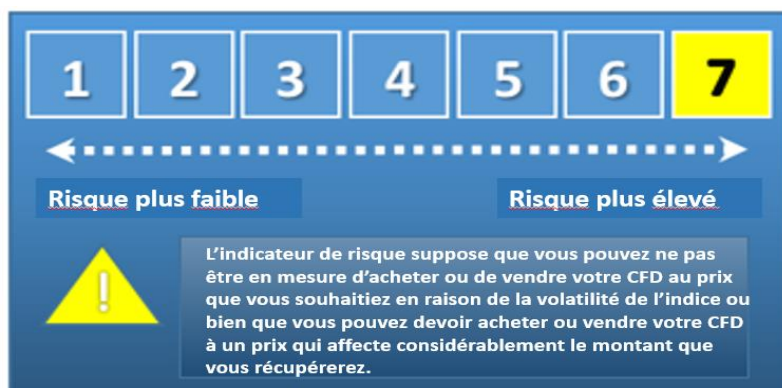 1 2 3 4 5 6 7
Risque plus faible Risque plus élevé
!
L'indicateur de risque suppose que vous pouvez ne pas
être en mesure d'acheter ou de vendre votre CFD au prix
que vous souhaitiez en raison de la volatilité de l'indice ou
bien que vous pouvez devoir acheter ou vendre votre CFD
à un prix qui affecte considérablement le montant que
vous récupérerez.